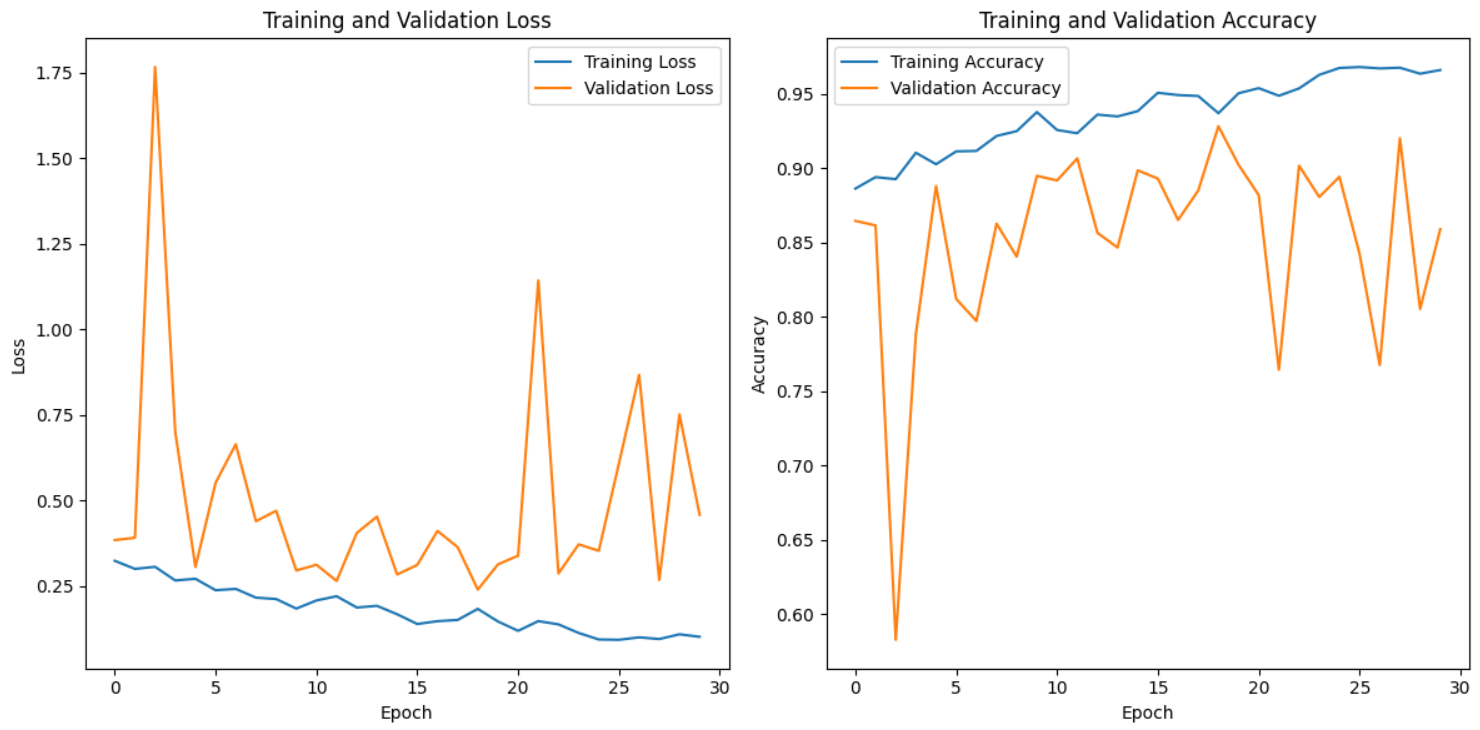 Training and Validation Loss
Training Loss
Validation Loss
1.75
1.50
1.25
1.00
0.75
0.50
0.25
Loss
0 5 10 15 20 25 30
Epoch
Training and Validation Accuracy
Training Accuracy
Validation Accuracy
0.95
0.90
0.85
0.80
0.75
0.70
0.65
0.60
Accuracy
0 5 10 15 20 25 30
Epoch